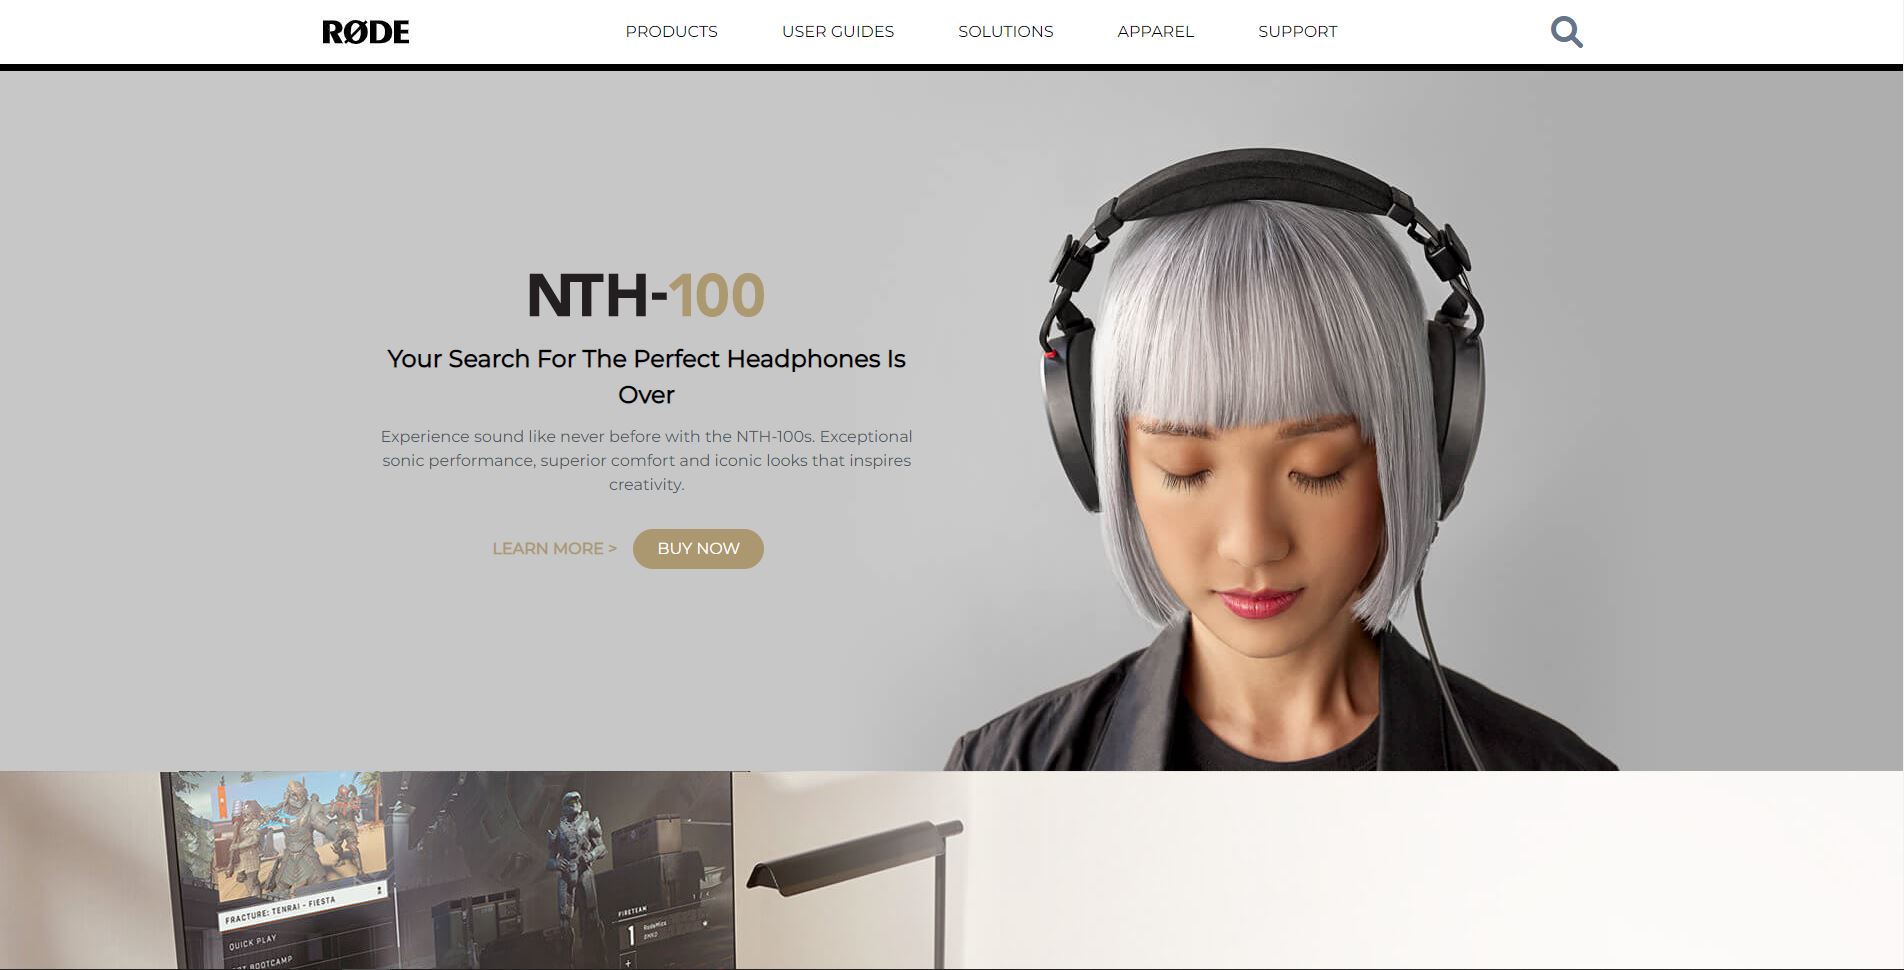 RØDE
PRODUCTS
USER GUIDES
SOLUTIONS
APPAREL
SUPPORT
NTH-100
Your Search For The Perfect Headphones Is
Over
Experience sound like never before with the NTH-100s. Exceptional
sonic performance, superior comfort and iconic looks that inspires
creativity.
LEARN MORE >
BUY NOW
FRACTURE: TENRAI - FIESTA
QUICK PLAY
BOOTCAMP
FIRETEAM
1
RodeMics
+